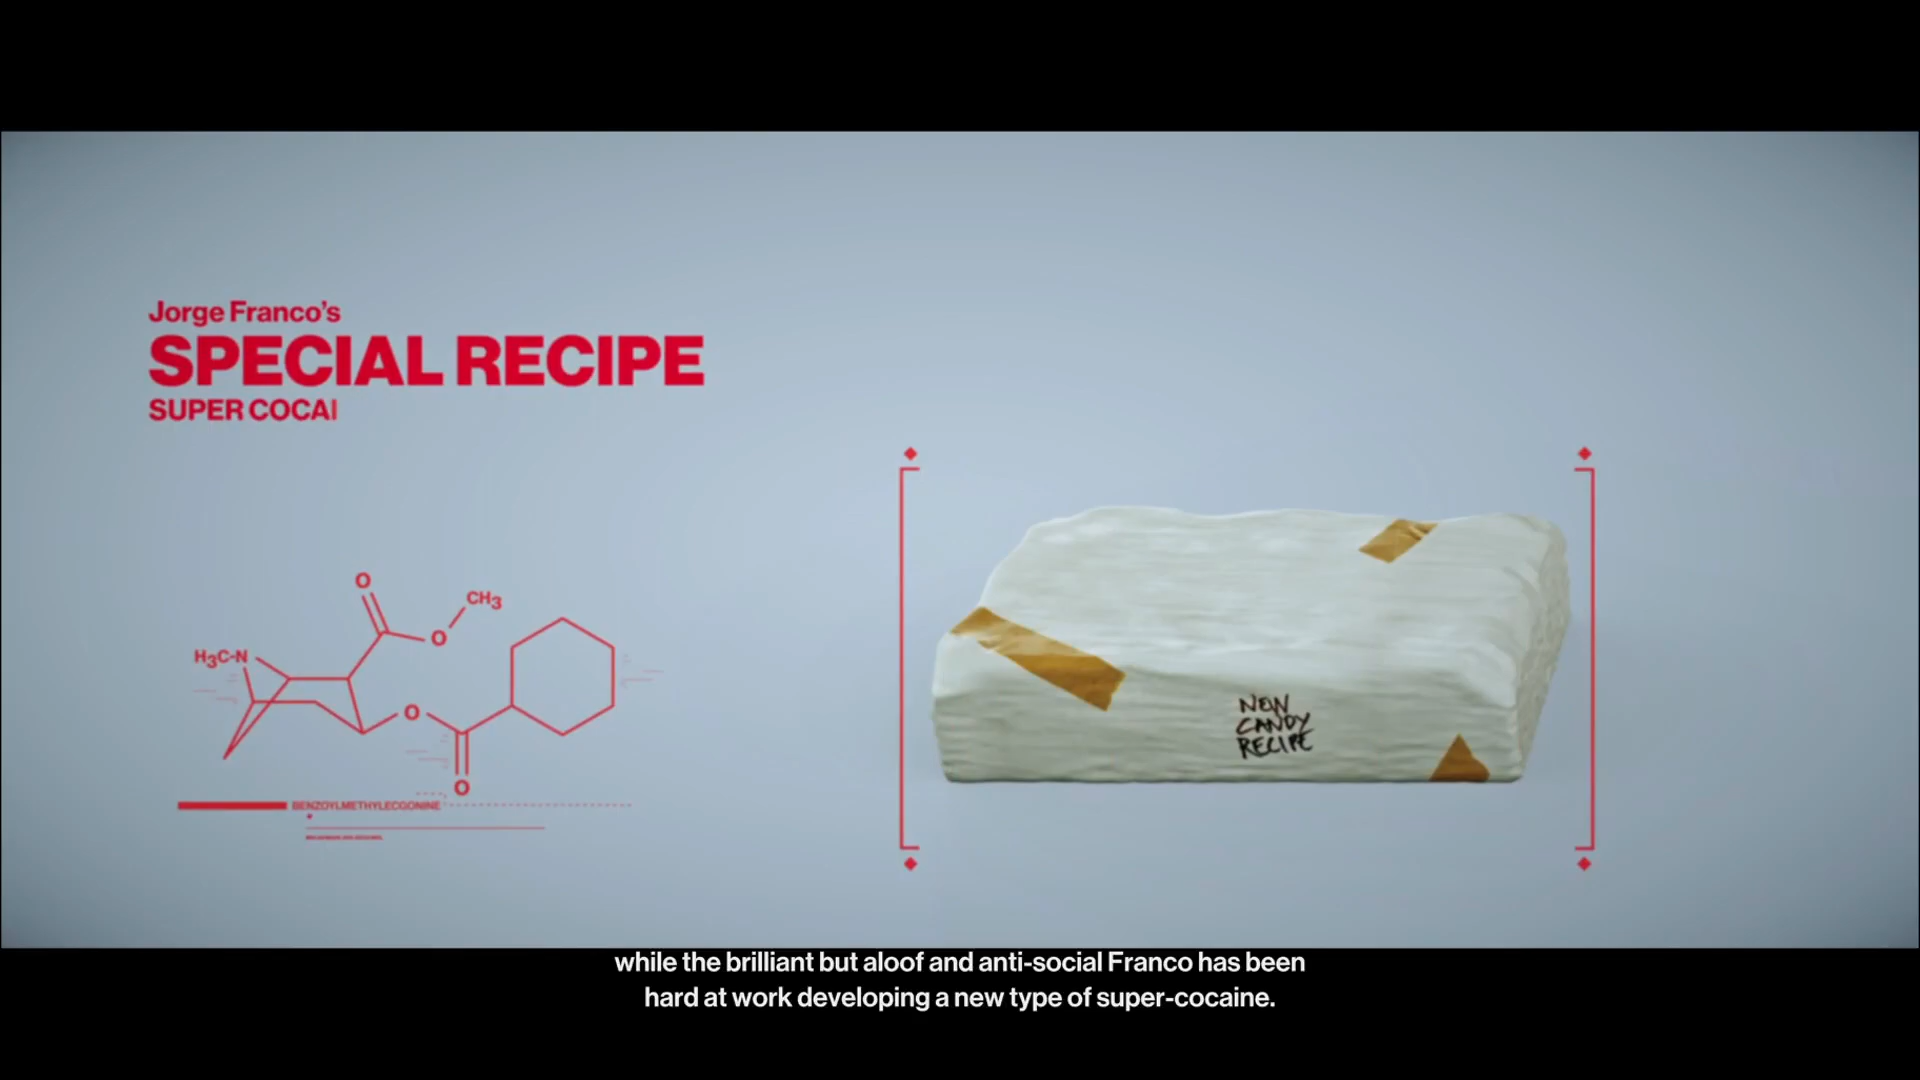 Jorge Franco's
SPECIAL RECIPE
SUPER COCAI
O
CH3
O
H3C-N
O
O
BENZOYLMETHYLECGONINE
NEW
CANDY
RECIPE
while the brilliant but aloof and anti-social Franco has been
hard at work developing a new type of super-cocaine.